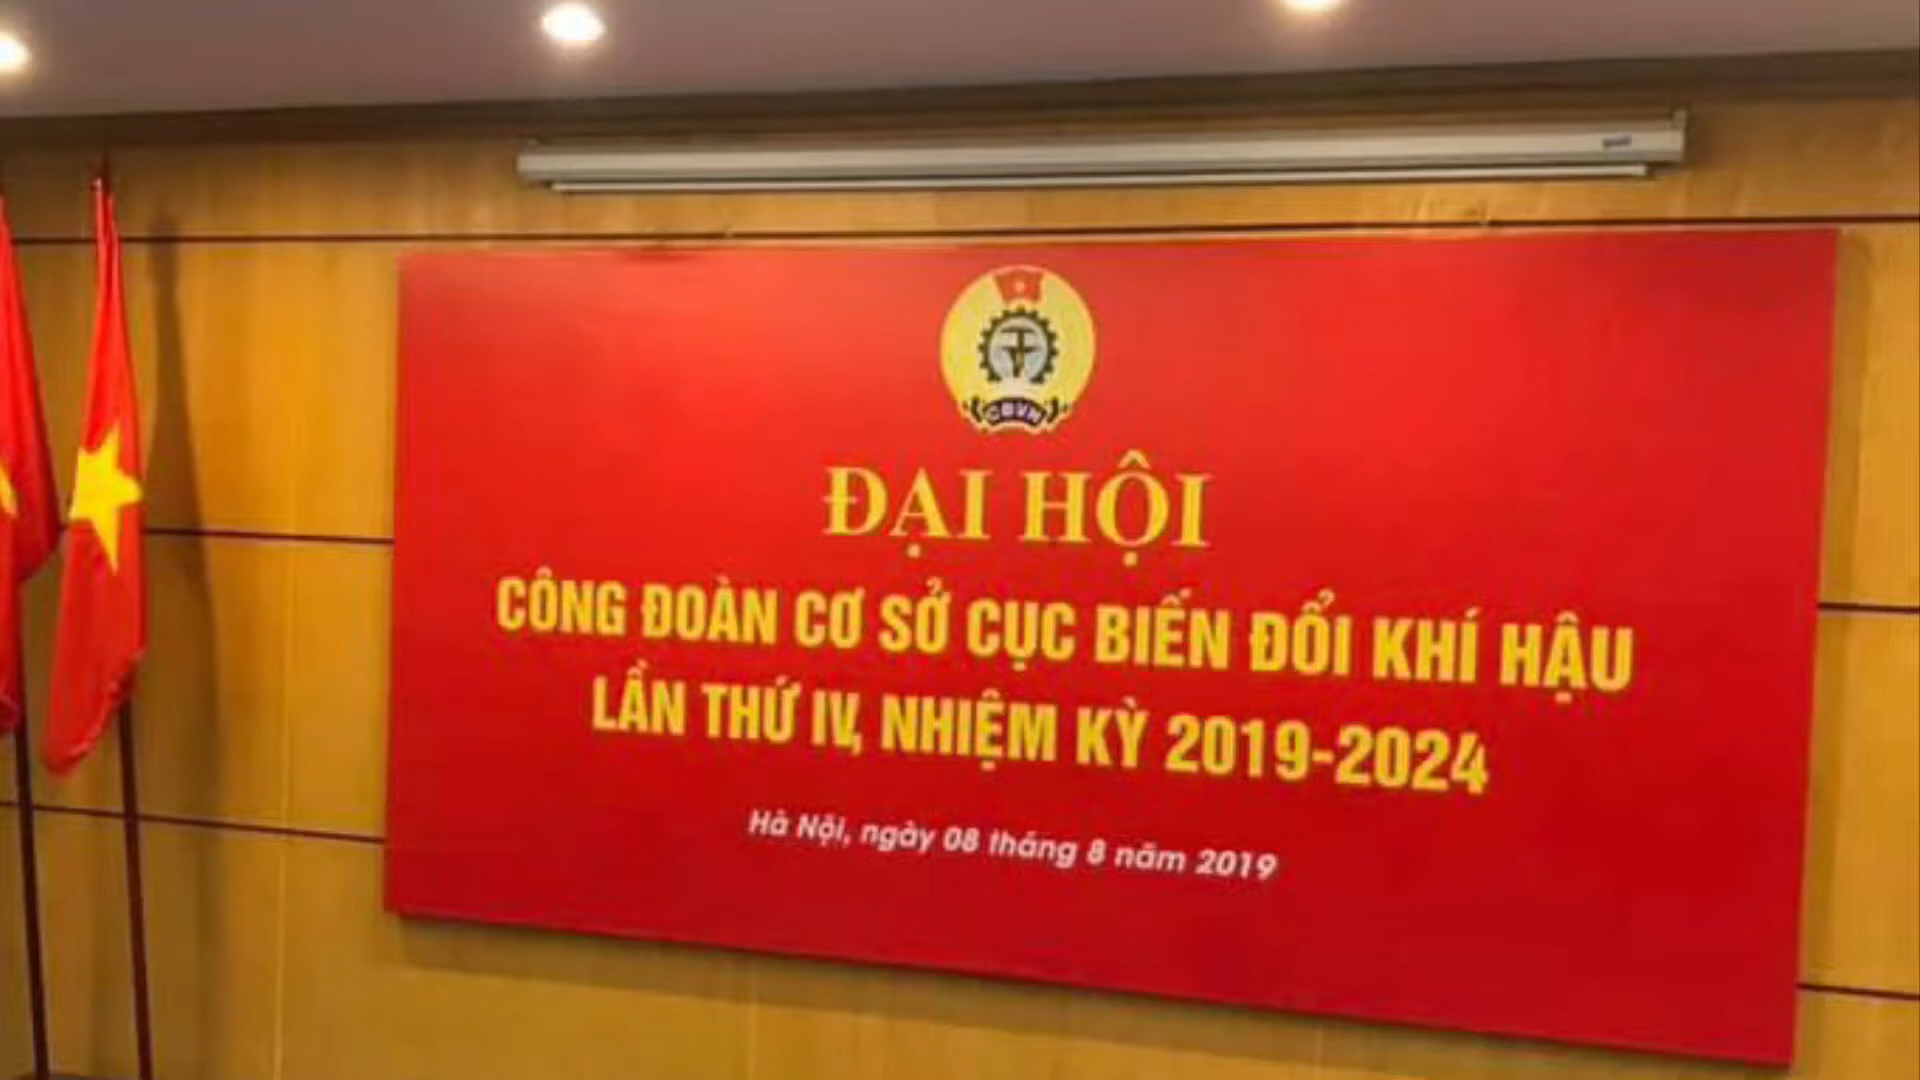 CĐVN
ĐẠI HỘI
CÔNG ĐOÀN CƠ SỞ CỤC BIẾN ĐỔI KHÍ HẬU
LẦN THỨ IV, NHIỆM KỲ 2019-2024
Hà Nội, ngày 08 tháng 8 năm 2019